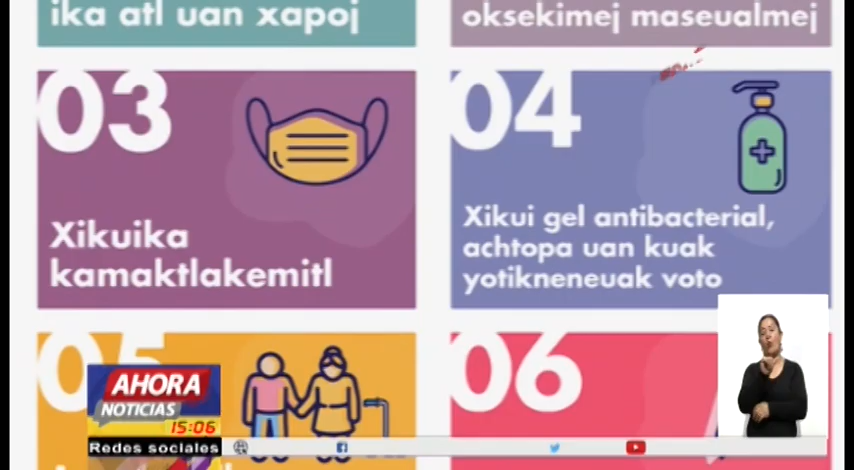 ika atl uan xapoj
oksekimej maseualmej
03
Xikuika
kamaktlakemitl
04
Xikui gel antibacterial,
achtopa uan kuak
yotikneneuak voto
05
06
AHORA
NOTICIAS
15:06
Redes sociales